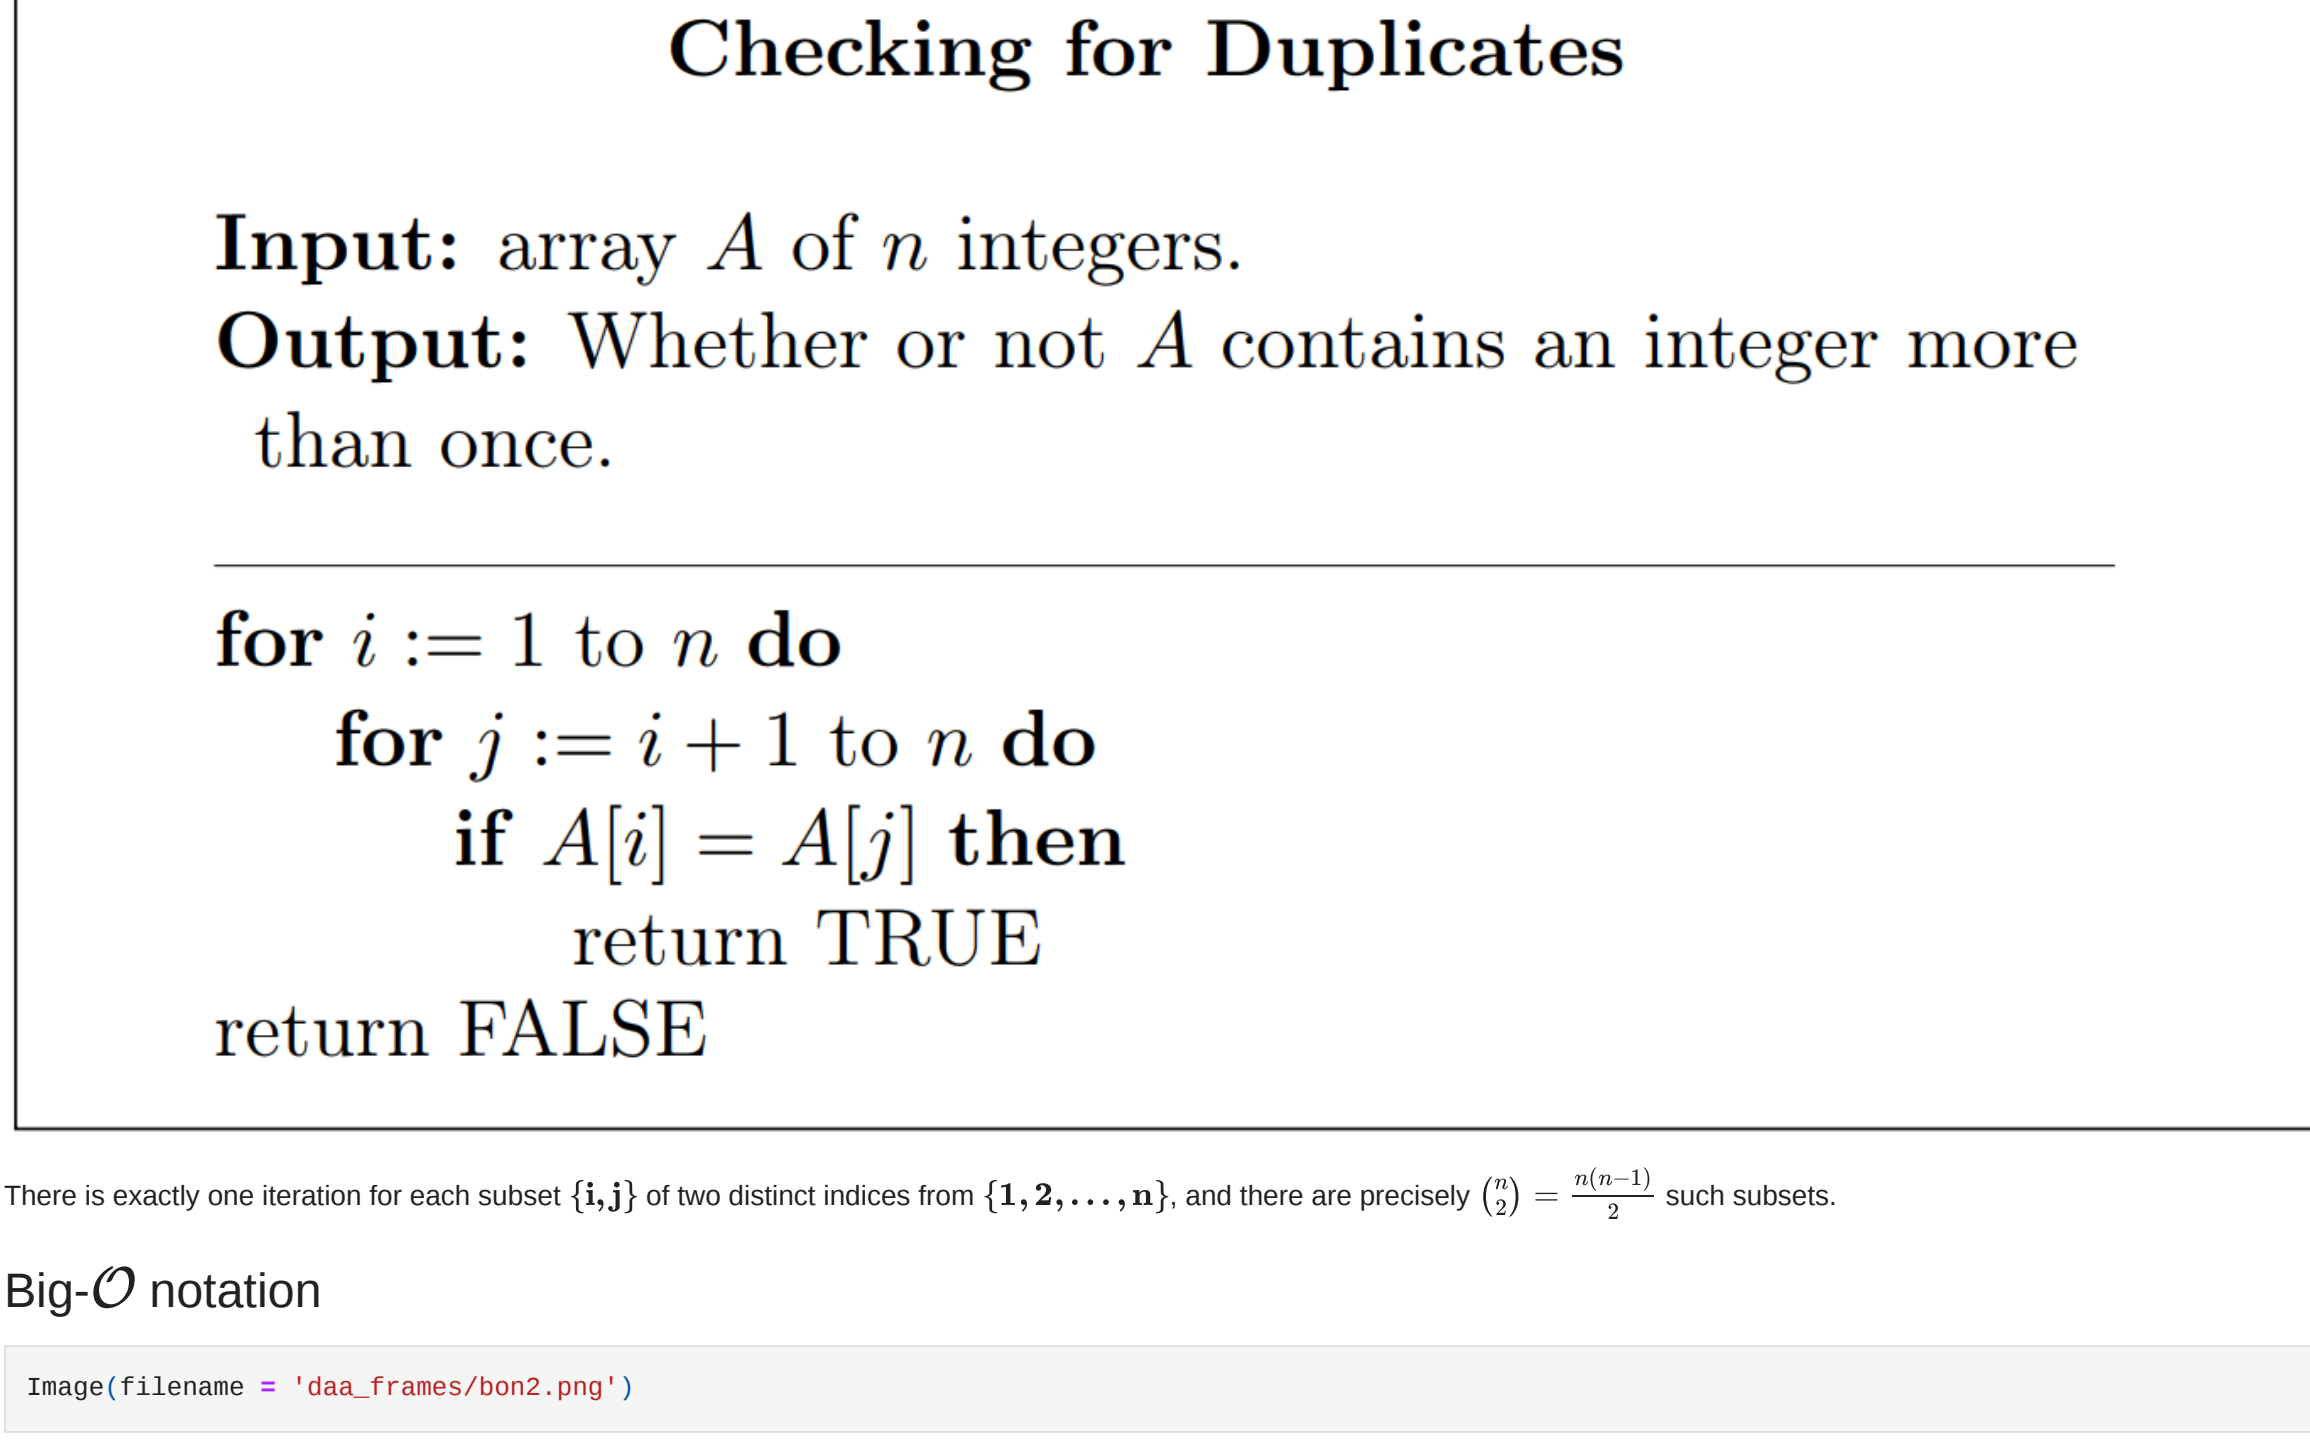 Checking for Duplicates
Input: array A of n integers.
Output: Whether or not A contains an integer more
than once.
for i := 1 to n do
for j := i + 1 to n do
if A[i] = A[j] then
return TRUE
return FALSE
There is exactly one iteration for each subset {i,j} of two distinct indices from {1, 2, . . . , n}, and there are precisely (n 2) = n(n−1)/2 such subsets.
Big-𝒪 notation
Image(filename = 'daa_frames/bon2.png')